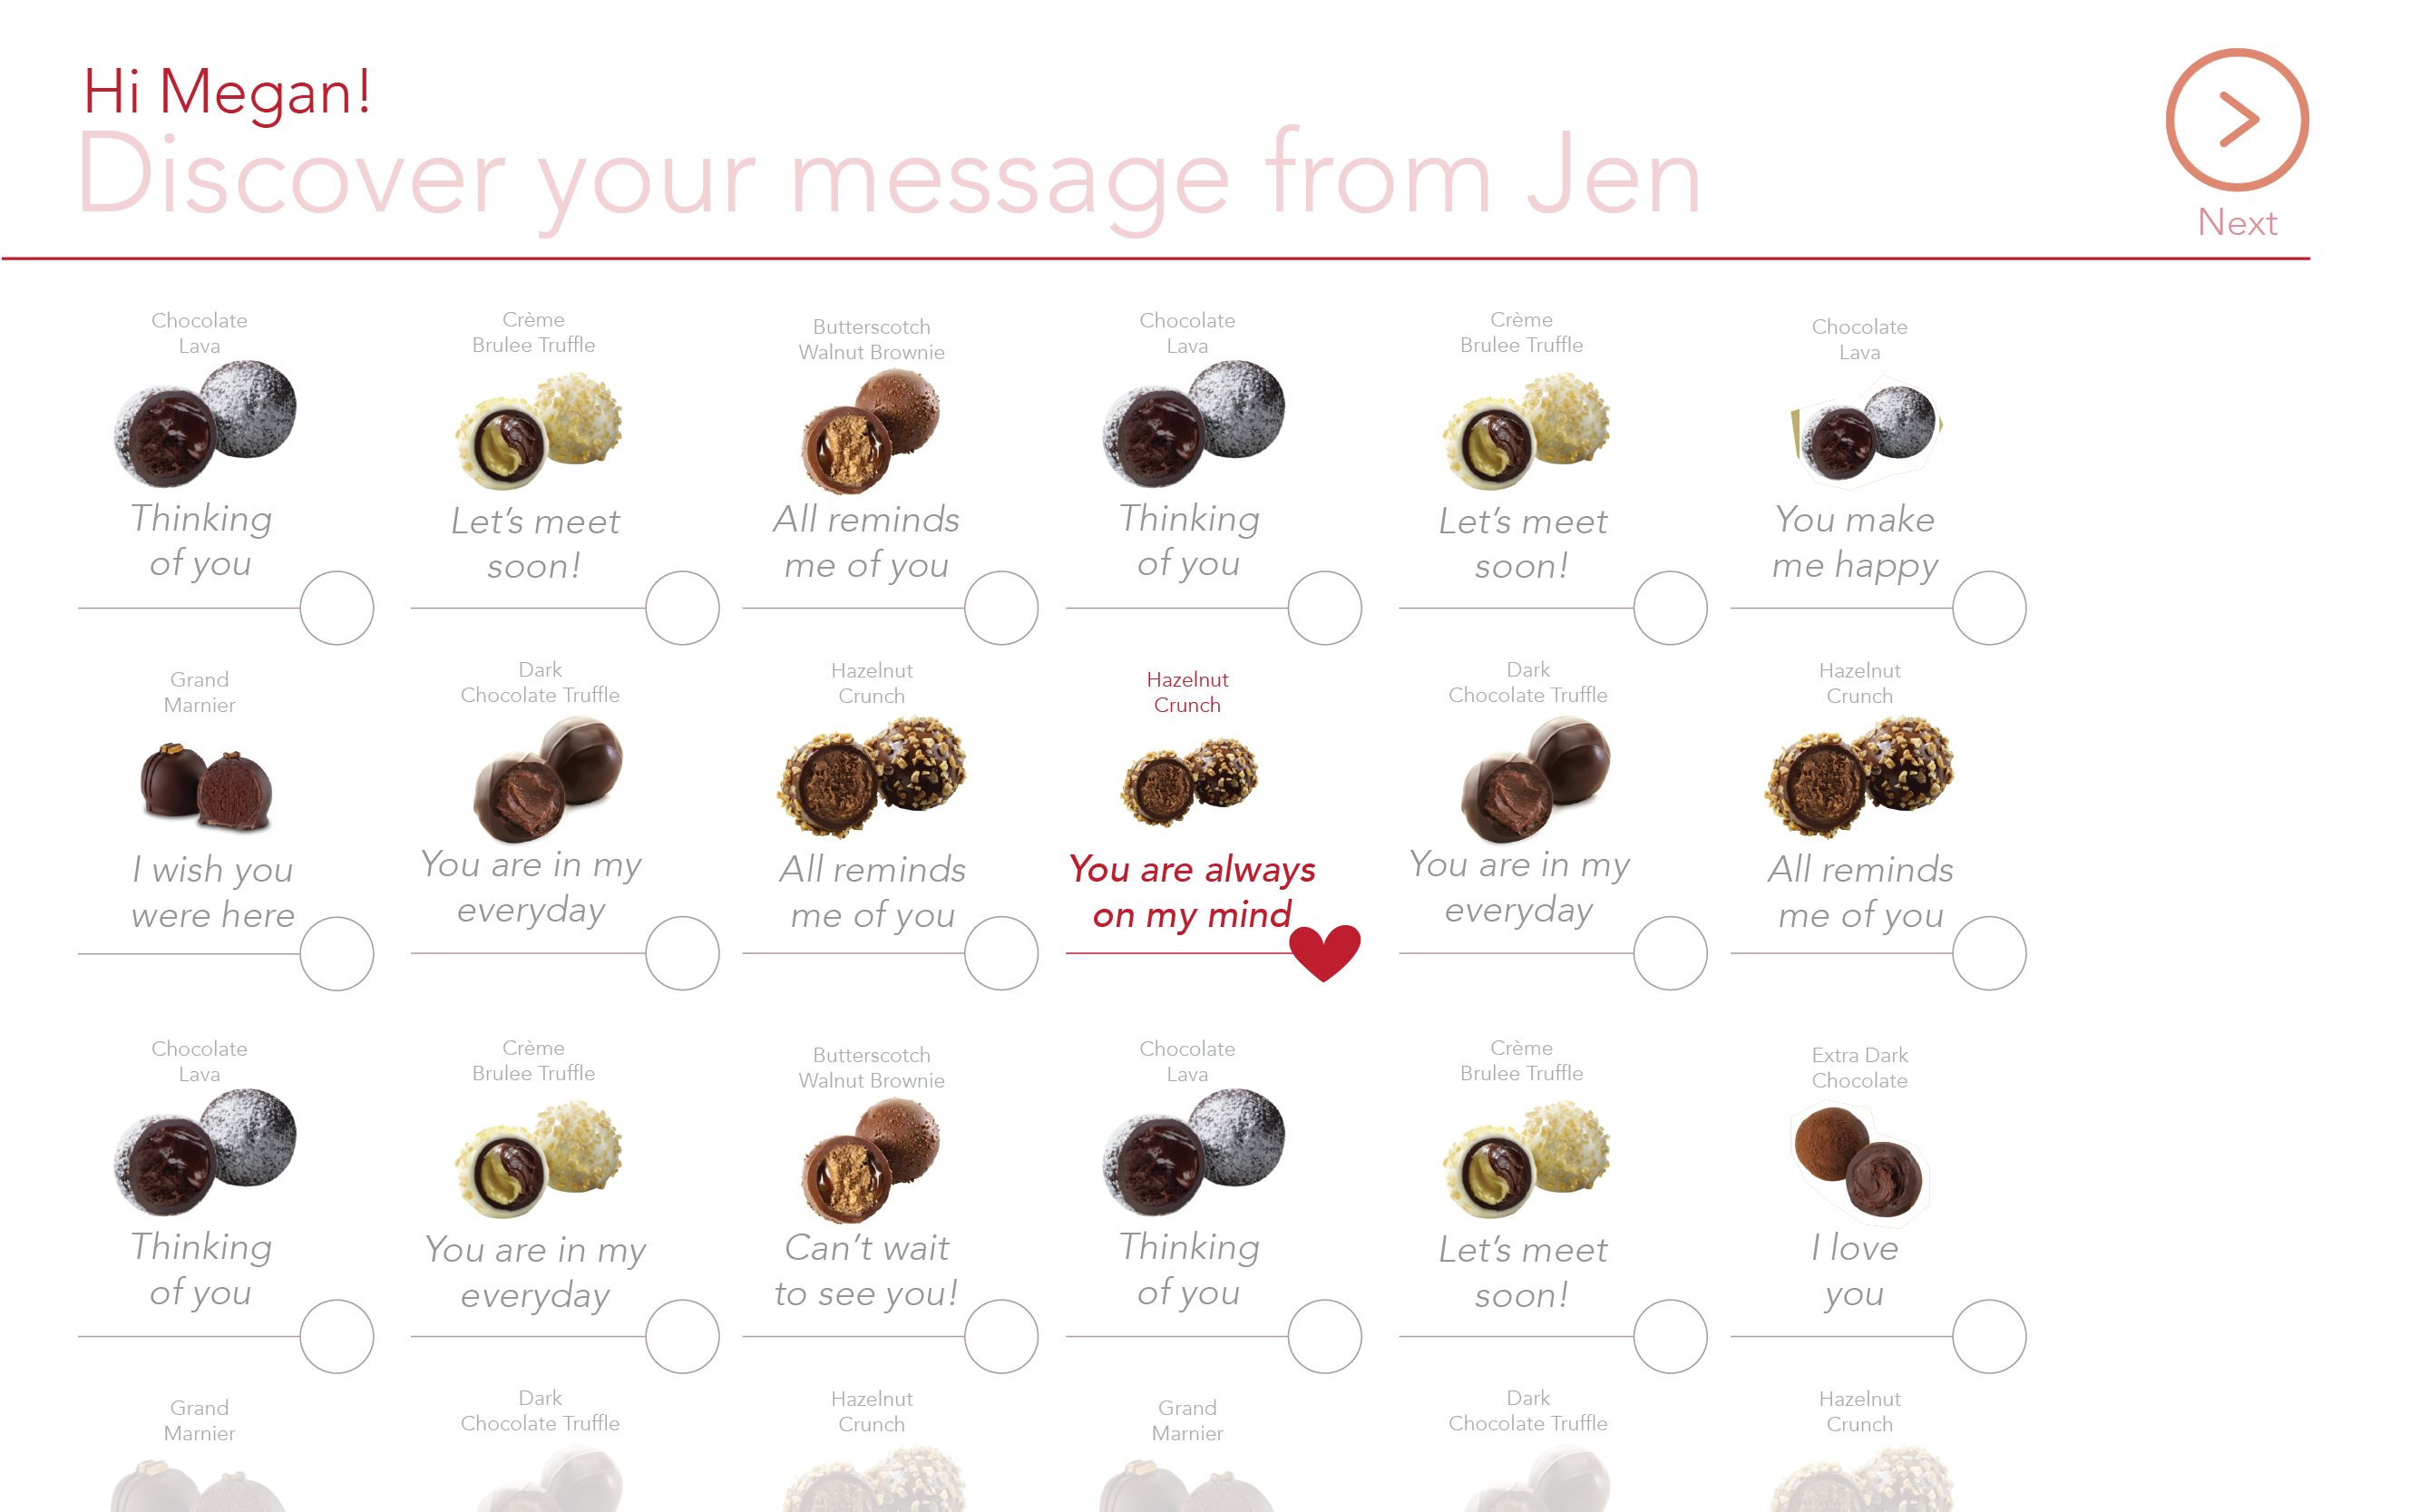 Hi Megan!
Discover your message from Jen
Next
Chocolate
Lava
Thinking
of you
Crème
Brulee Truffle
Let’s meet
soon!
Butterscotch
Walnut Brownie
All reminds
me of you
Chocolate
Lava
Thinking
of you
Crème
Brulee Truffle
Let’s meet
soon!
Chocolate
Lava
You make
me happy
Grand
Marnier
I wish you
were here
Dark
Chocolate Truffle
You are in my
everyday
Hazelnut
Crunch
All reminds
me of you
Hazelnut
Crunch
You are always
on my mind
Dark
Chocolate Truffle
You are in my
everyday
Hazelnut
Crunch
All reminds
me of you
Chocolate
Lava
Thinking
of you
Crème
Brulee Truffle
You are in my
everyday
Butterscotch
Walnut Brownie
Can’t wait
to see you!
Chocolate
Lava
Thinking
of you
Crème
Brulee Truffle
Let’s meet
soon!
Extra Dark
Chocolate
I love
you
Grand
Marnier
Dark
Chocolate Truffle
Hazelnut
Crunch
Grand
Marnier
Dark
Chocolate Truffle
Hazelnut
Crunch